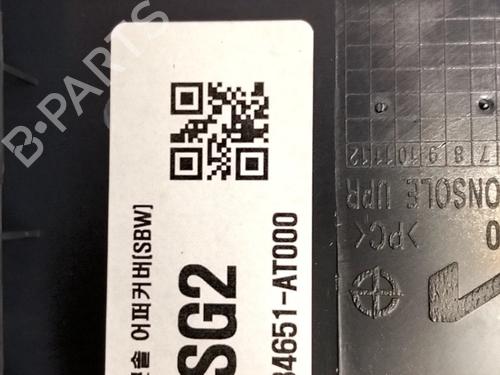 B-PARTS
솔 어퍼커버(SBW)
SG2
84651-AT000
7 8 9 10 11 12
ONSOLE UPR
>PC<